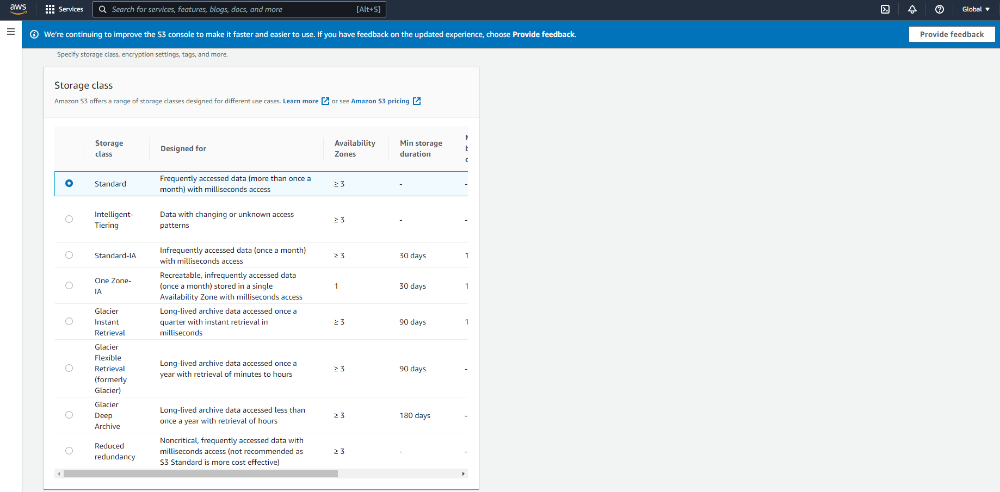 aws Services Search for services, features, blogs, docs, and more [Alt+S] Global
We're continuing to improve the S3 console to make it faster and easier to use. If you have feedback on the updated experience, choose Provide feedback. Provide feedback
Specify storage class, encryption settings, tags, and more.
Storage class
Amazon S3 offers a range of storage classes designed for different use cases. Learn more or see Amazon S3 pricing
Storage
class
Designed for
Availability
Zones
Min storage
duration
Standard
Frequently accessed data (more than once a
month) with milliseconds access
≥ 3
-
-
Intelligent-
Tiering
Data with changing or unknown access
patterns
≥ 3
-
-
Standard-IA
Infrequently accessed data (once a month)
with milliseconds access
≥ 3
30 days
1
One Zone-
IA
Recreatable, infrequently accessed data
(once a month) stored in a single
Availability Zone with milliseconds access
1
30 days
1
Glacier
Instant
Retrieval
Long-lived archive data accessed once a
quarter with instant retrieval in
milliseconds
≥ 3
90 days
1
Glacier
Flexible
Retrieval
(formerly
Glacier)
Long-lived archive data accessed once a
year with retrieval of minutes to hours
≥ 3
90 days
-
Glacier
Deep
Archive
Long-lived archive data accessed less than
once a year with retrieval of hours
≥ 3
180 days
-
Reduced
redundancy
Noncritical, frequently accessed data with
milliseconds access (not recommended as
S3 Standard is more cost effective)
≥ 3
-
-